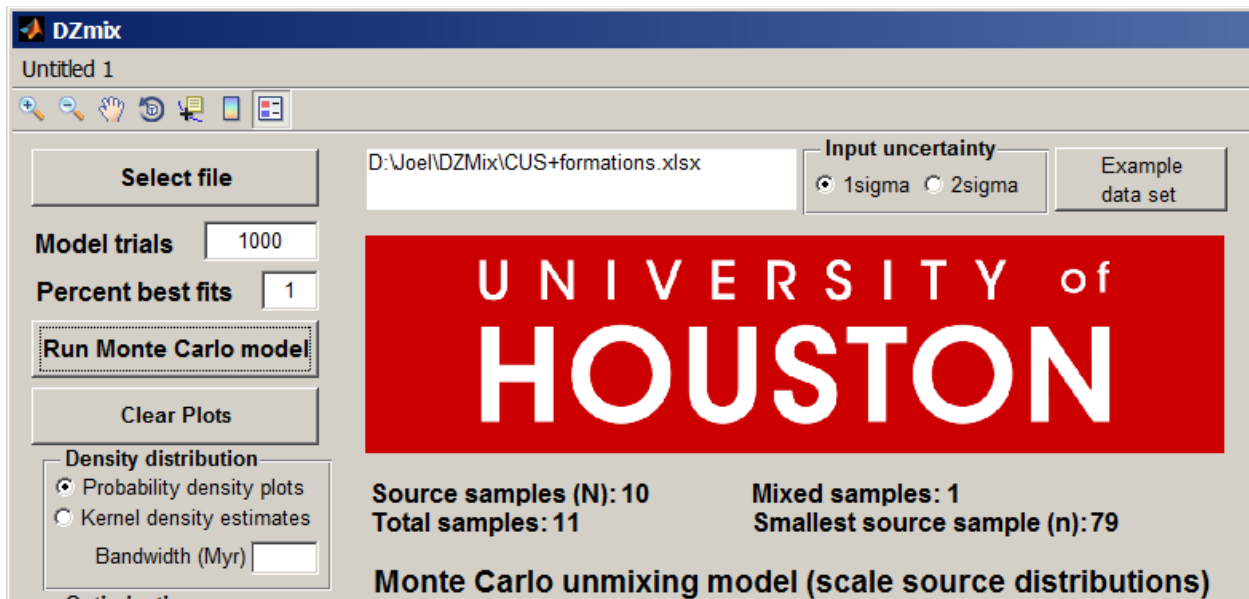 DZmix
Untitled 1
Select file
D:\Joel\DZMix\CUS+formations.xlsx
Input uncertainty
1sigma 2sigma
Example
data set
Model trials 1000
Percent best fits 1
Run Monte Carlo model
Clear Plots
UNIVERSITY of
HOUSTON
Density distribution
Probability density plots
Kernel density estimates
Bandwidth (Myr)
Source samples (N): 10 Mixed samples: 1
Total samples: 11 Smallest source sample (n): 79
Monte Carlo unmixing model (scale source distributions)